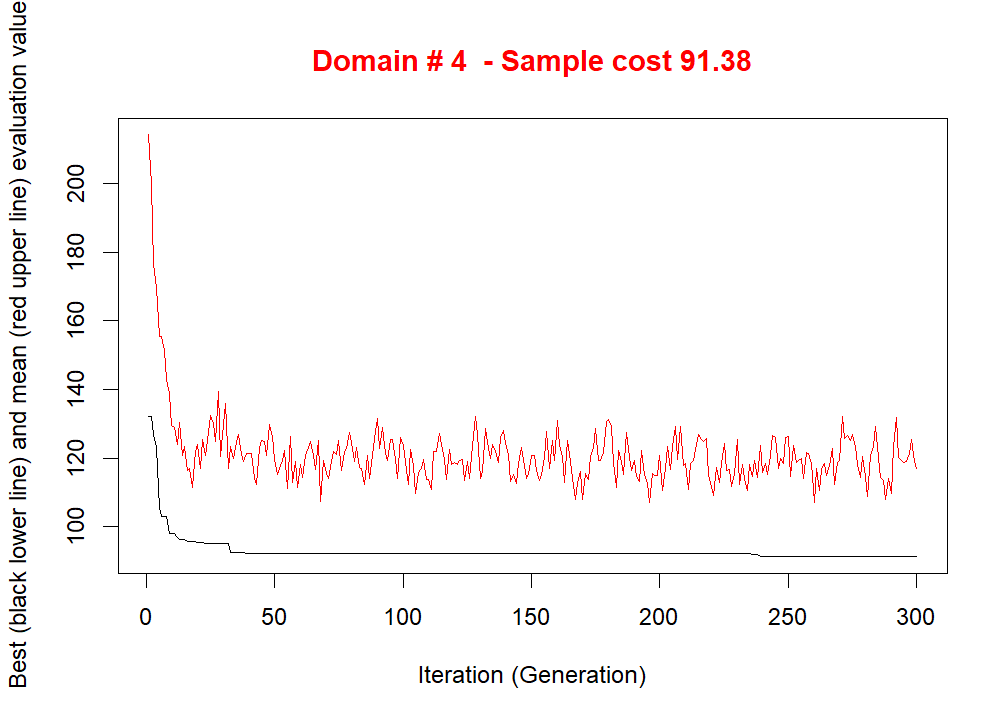 Domain # 4  - Sample cost 91.38
Best (black lower line) and mean (red upper line) evaluation value
200
180
160
140
120
100
0 50 100 150 200 250 300
Iteration (Generation)